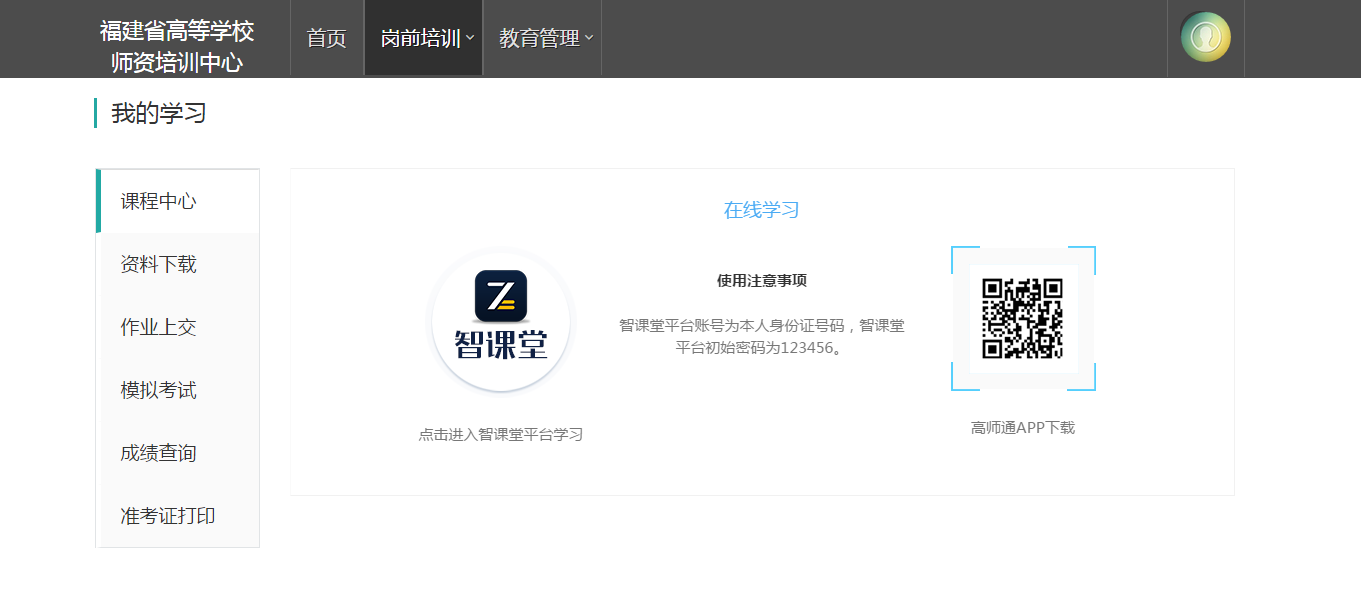 福建省高等学校
师资培训中心
首页
岗前培训
教育管理
我的学习
课程中心
资料下载
作业上交
模拟考试
成绩查询
准考证打印
在线学习
智课堂
点击进入智课堂平台学习
使用注意事项
智课堂平台账号为本人身份证号码，智课堂
平台初始密码为123456。
高师通APP下载